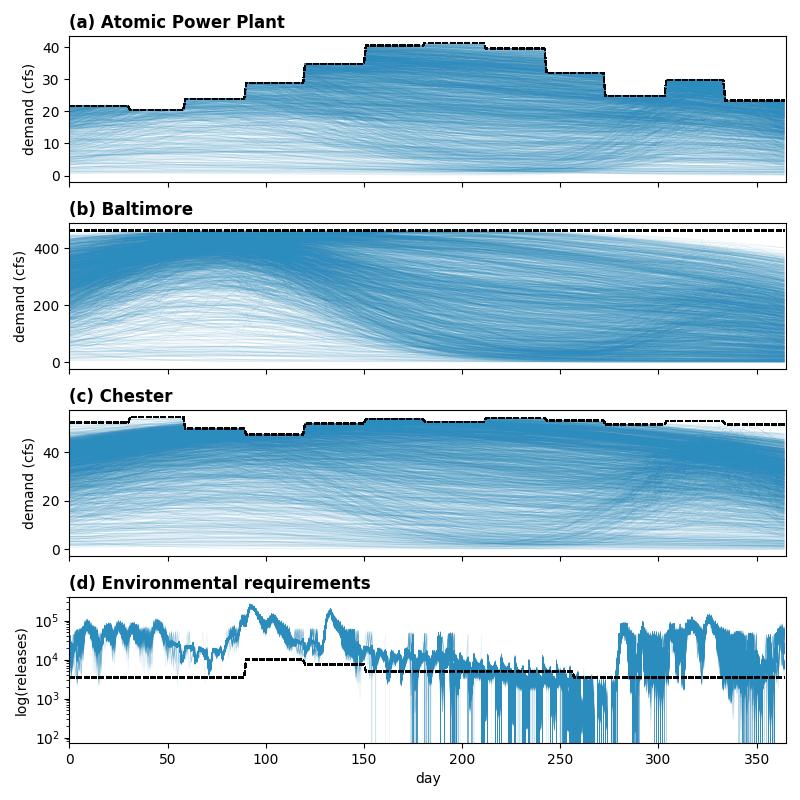 (a) Atomic Power Plant
40
30
20
10
0
demand (cfs)
(b) Baltimore
400
200
0
demand (cfs)
(c) Chester
40
20
0
demand (cfs)
(d) Environmental requirements
10^5
10^4
10^3
10^2
log(releases)
0 50 100 150 200 250 300 350
day